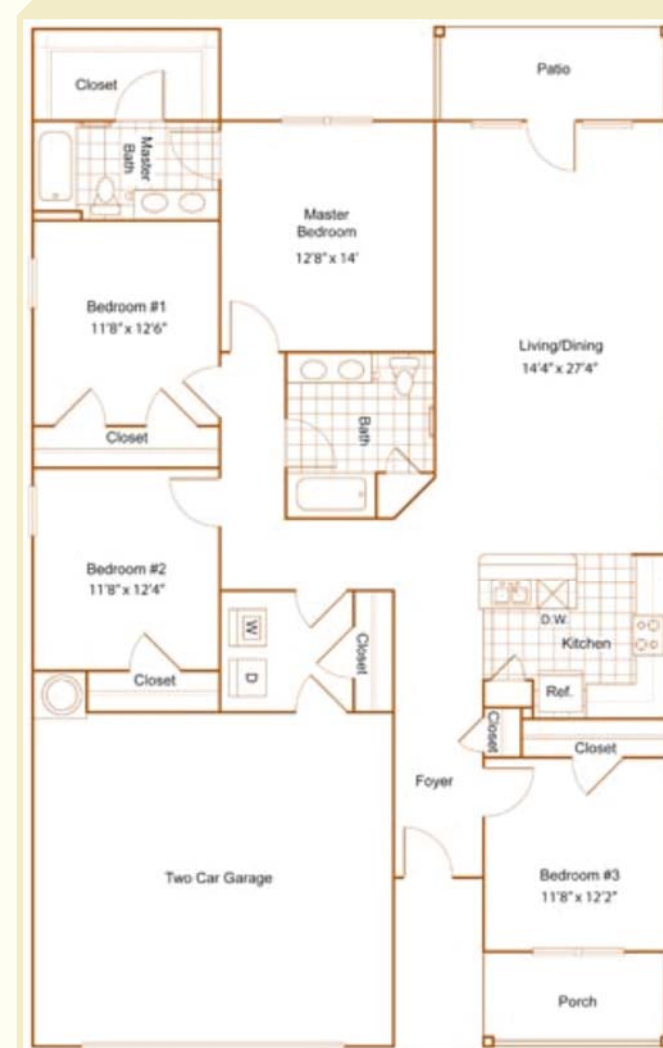 Closet
Patio
Master
Bath
Master
Bedroom
12'8" x 14'
Bedroom #1
11'8" x 12'6"
Living/Dining
14'4" x 27'4"
Closet
Bath
Bedroom #2
11'8" x 12'4"
D.W.
W
Kitchen
Closet
D
Closet
Ref.
Closet
Closet
Foyer
Two Car Garage
Bedroom #3
11'8" x 12'2"
Porch